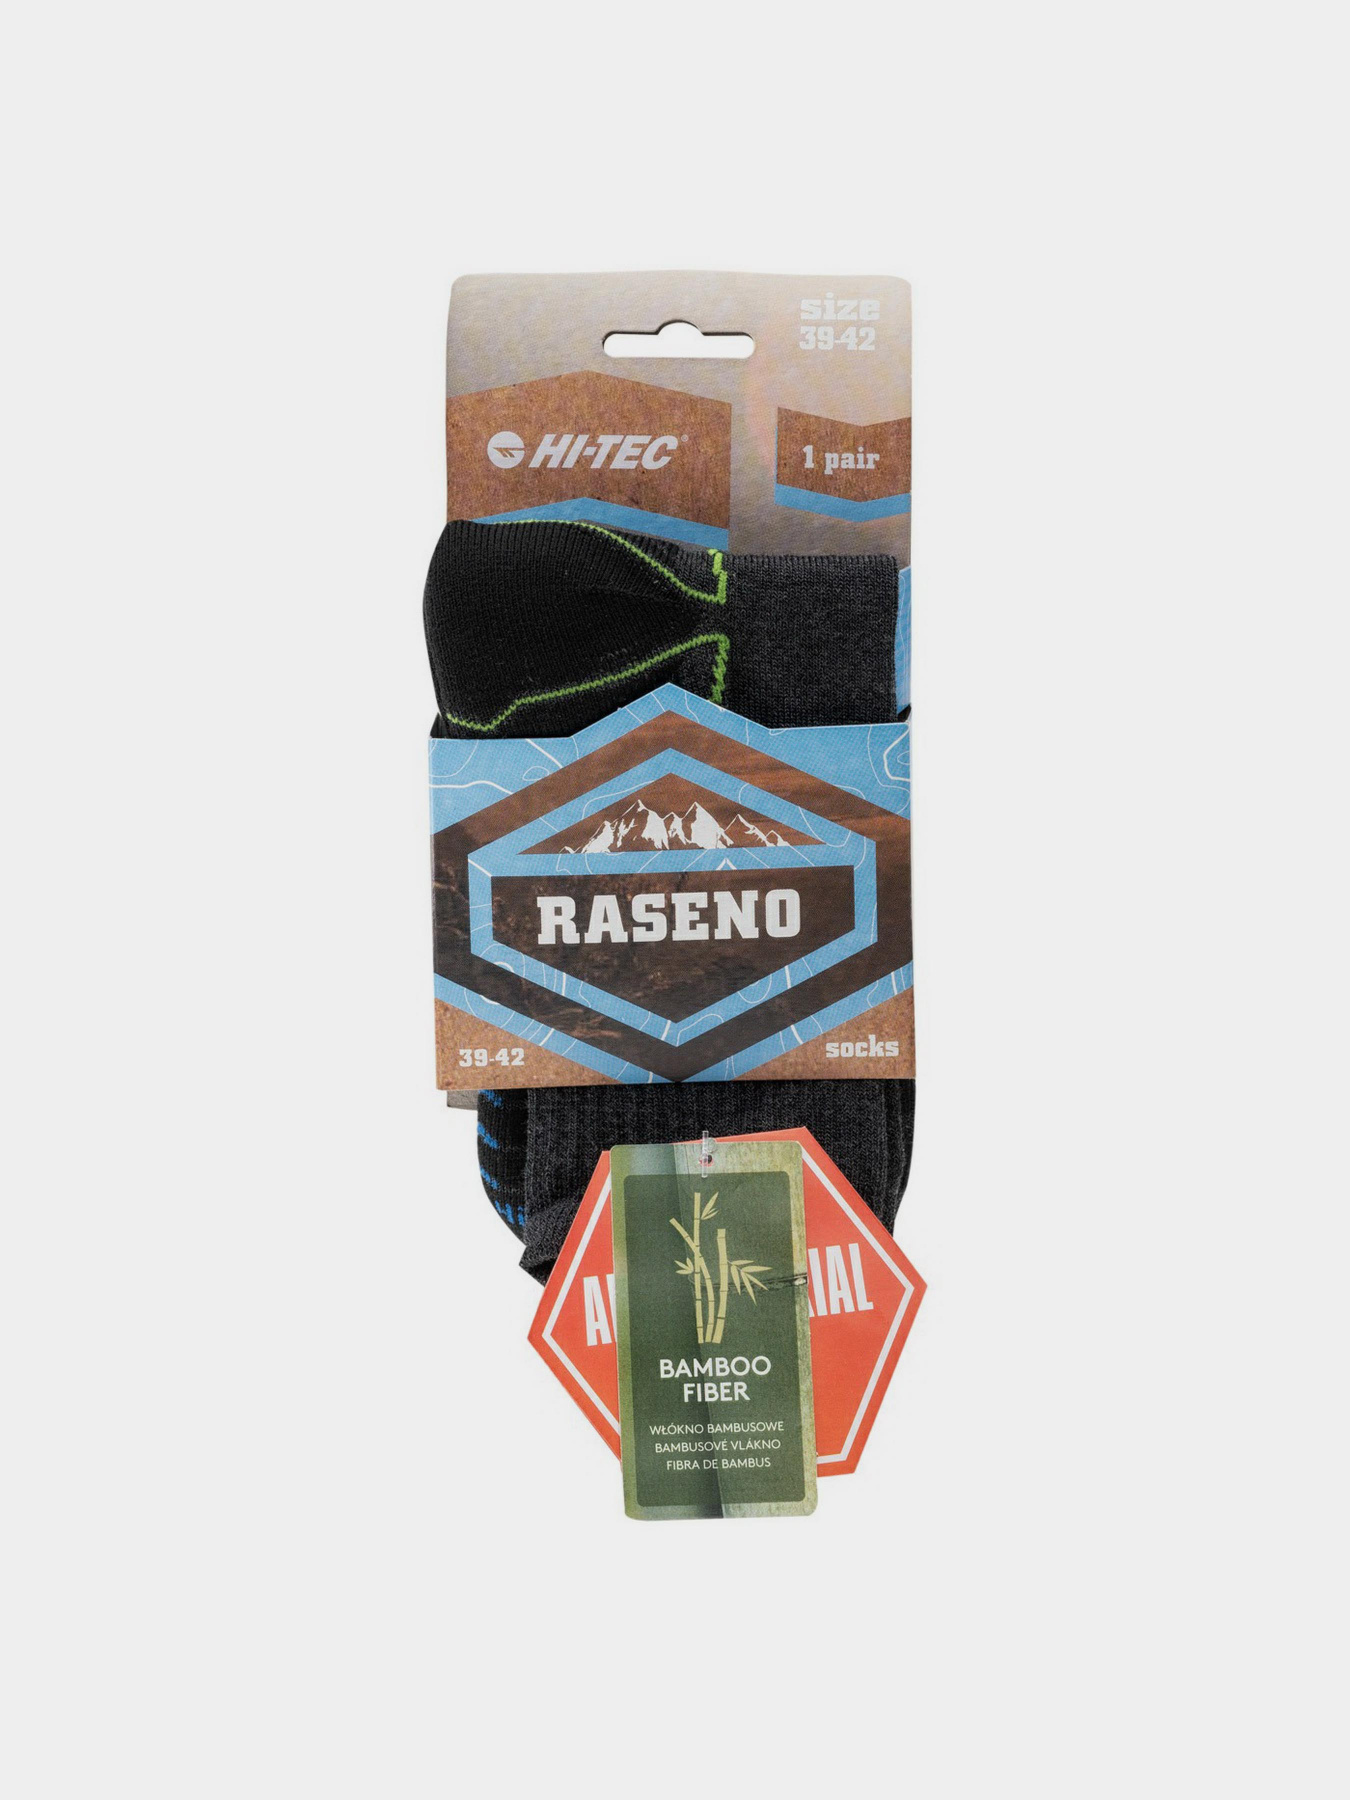 size
39-42
HI-TEC®
1 pair
RASENO
39-42
socks
BAMBOO
FIBER
WŁÓKNO BAMBUSOWE
BAMBUSOVÉ VLÁKNO
FIBRA DE BAMBUS